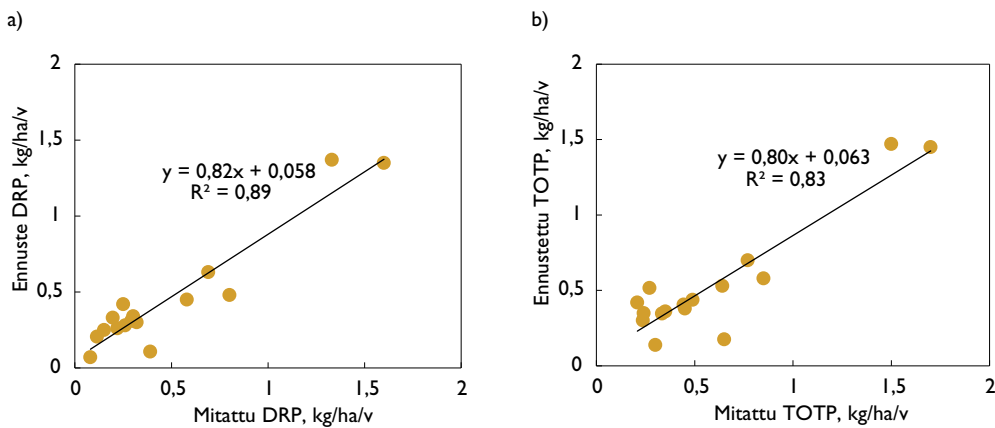 a)
2
1,5
1
0,5
0
0
0,5
1
1,5
2
Ennuste DRP, kg/ha/v
y = 0,82x + 0,058
R² = 0,89
Mitattu DRP, kg/ha/v
b)
2
1,5
1
0,5
0
0
0,5
1
1,5
2
Ennustettu TOTP, kg/ha/v
y = 0,80x + 0,063
R² = 0,83
Mitattu TOTP, kg/ha/v